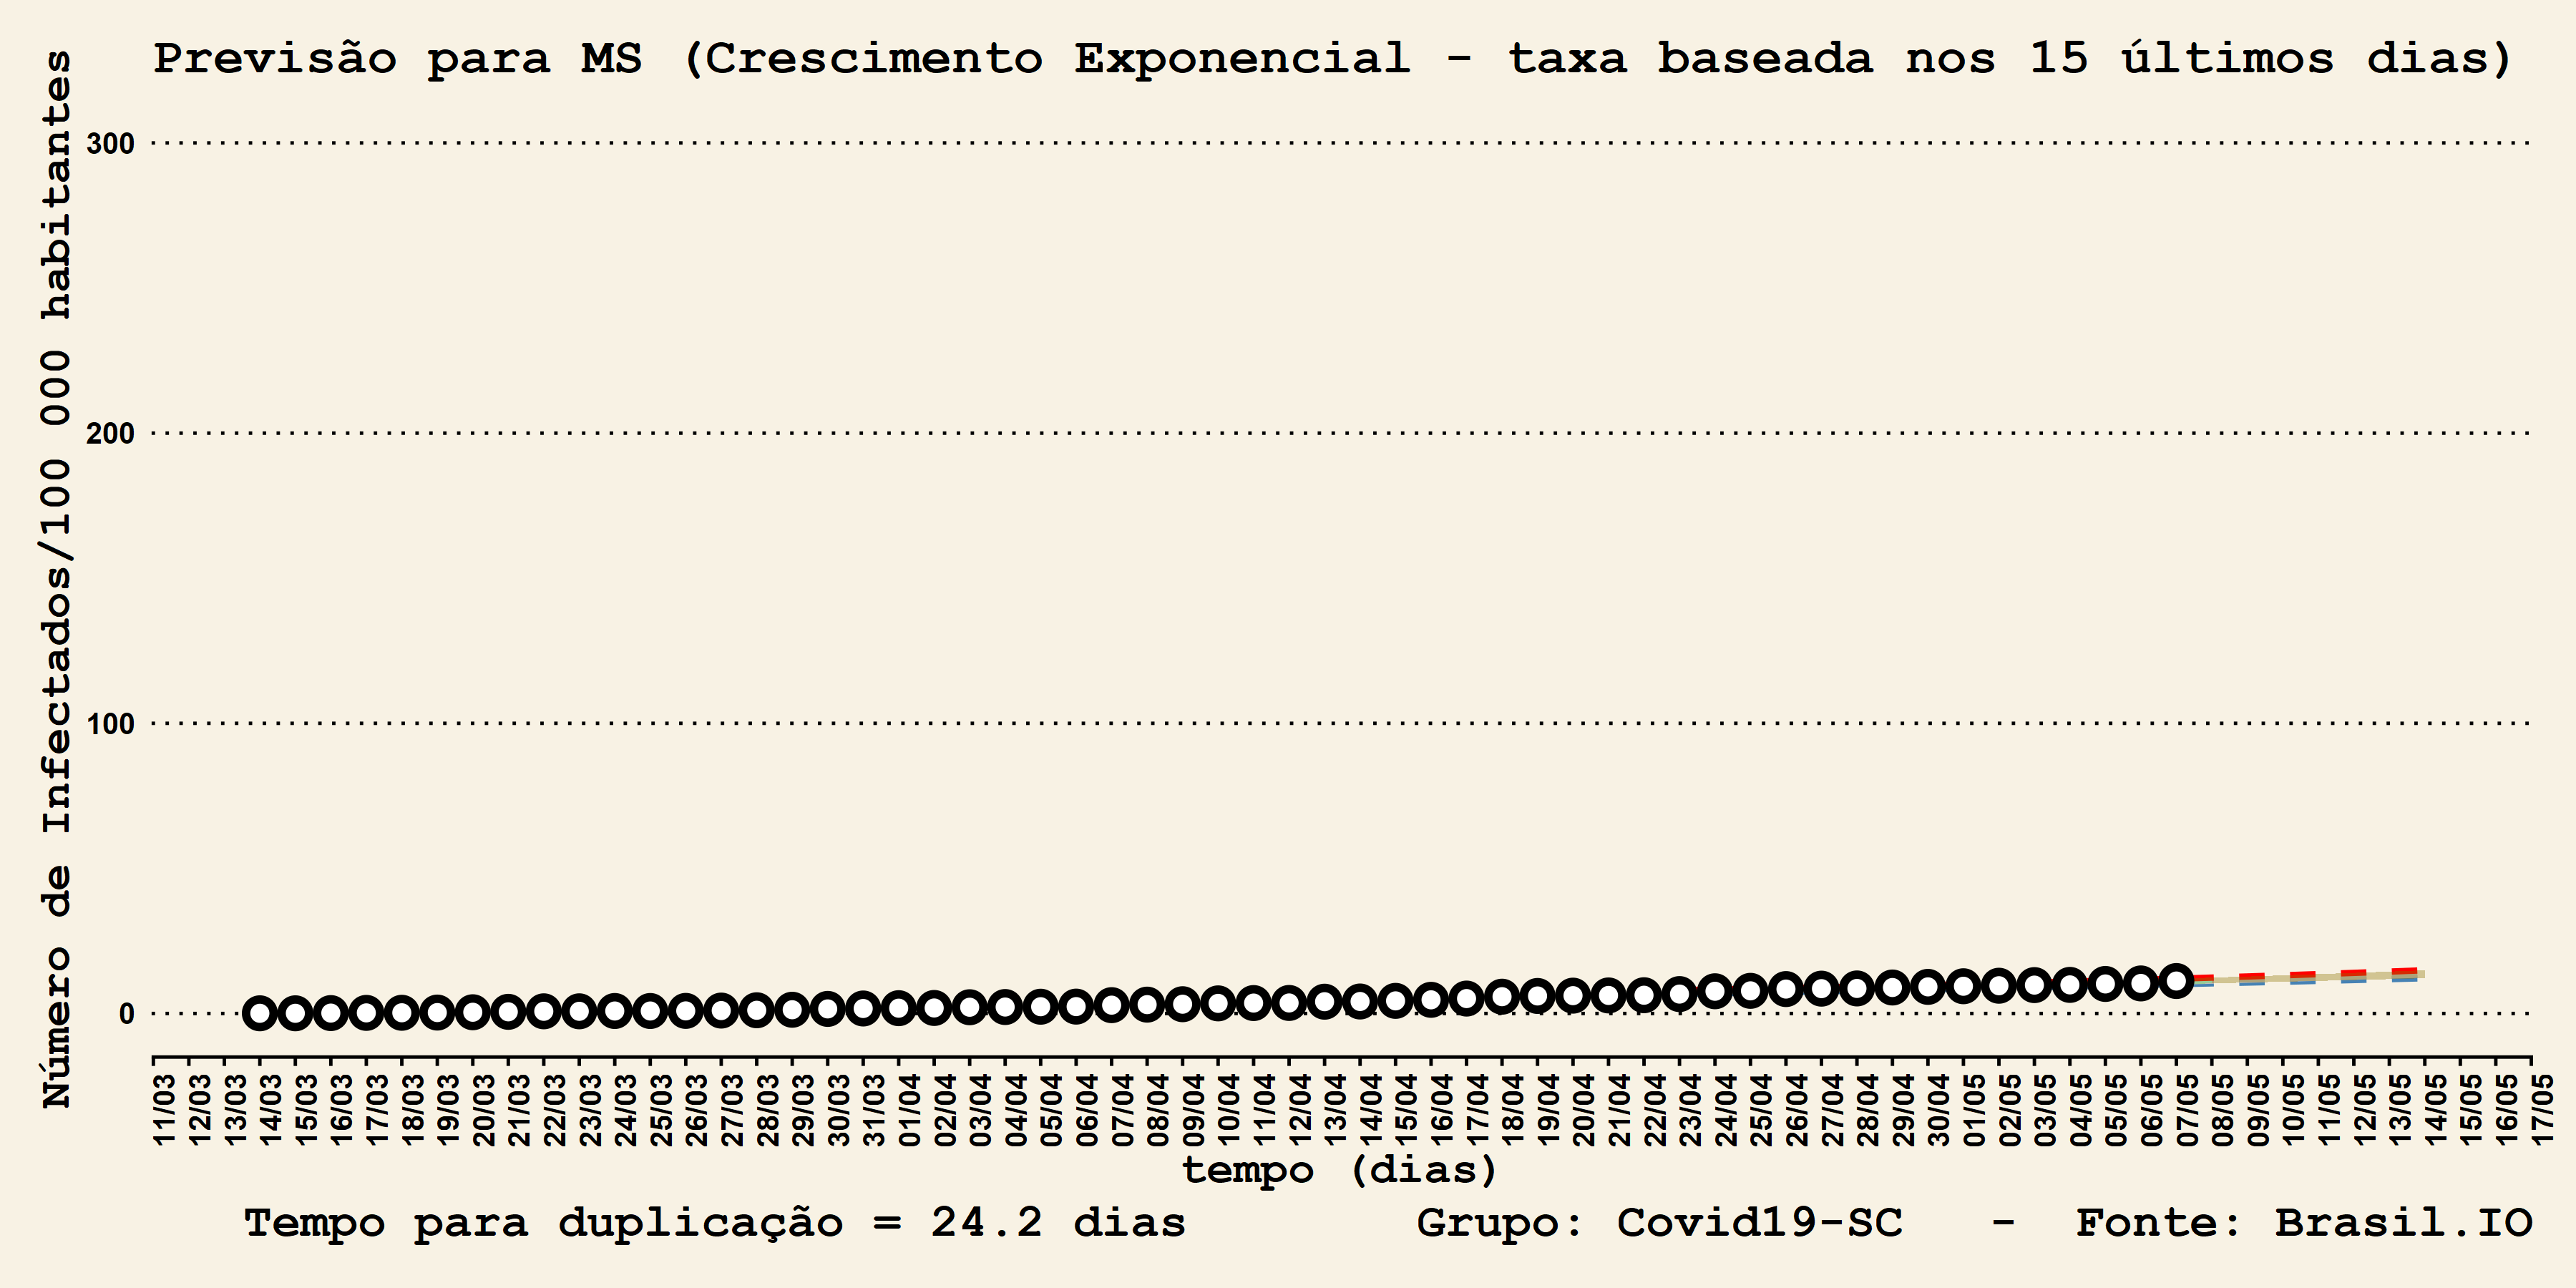 Previsão para MS (Crescimento Exponencial - taxa baseada nos 15 últimos dias)
Número de Infectados/100 000 habitantes
300
200
100
0
11/03 12/03 13/03 14/03 15/03 16/03 17/03 18/03 19/03 20/03 21/03 22/03 23/03 24/03 25/03 26/03 27/03 28/03 29/03 30/03 31/03 01/04 02/04 03/04 04/04 05/04 06/04 07/04 08/04 09/04 10/04 11/04 12/04 13/04 14/04 15/04 16/04 17/04 18/04 19/04 20/04 21/04 22/04 23/04 24/04 25/04 26/04 27/04 28/04 29/04 30/04 01/05 02/05 03/05 04/05 05/05 06/05 07/05 08/05 09/05 10/05 11/05 12/05 13/05 14/05 15/05 16/05 17/05
tempo (dias)
Tempo para duplicação = 24.2 dias Grupo: Covid19-SC - Fonte: Brasil.IO